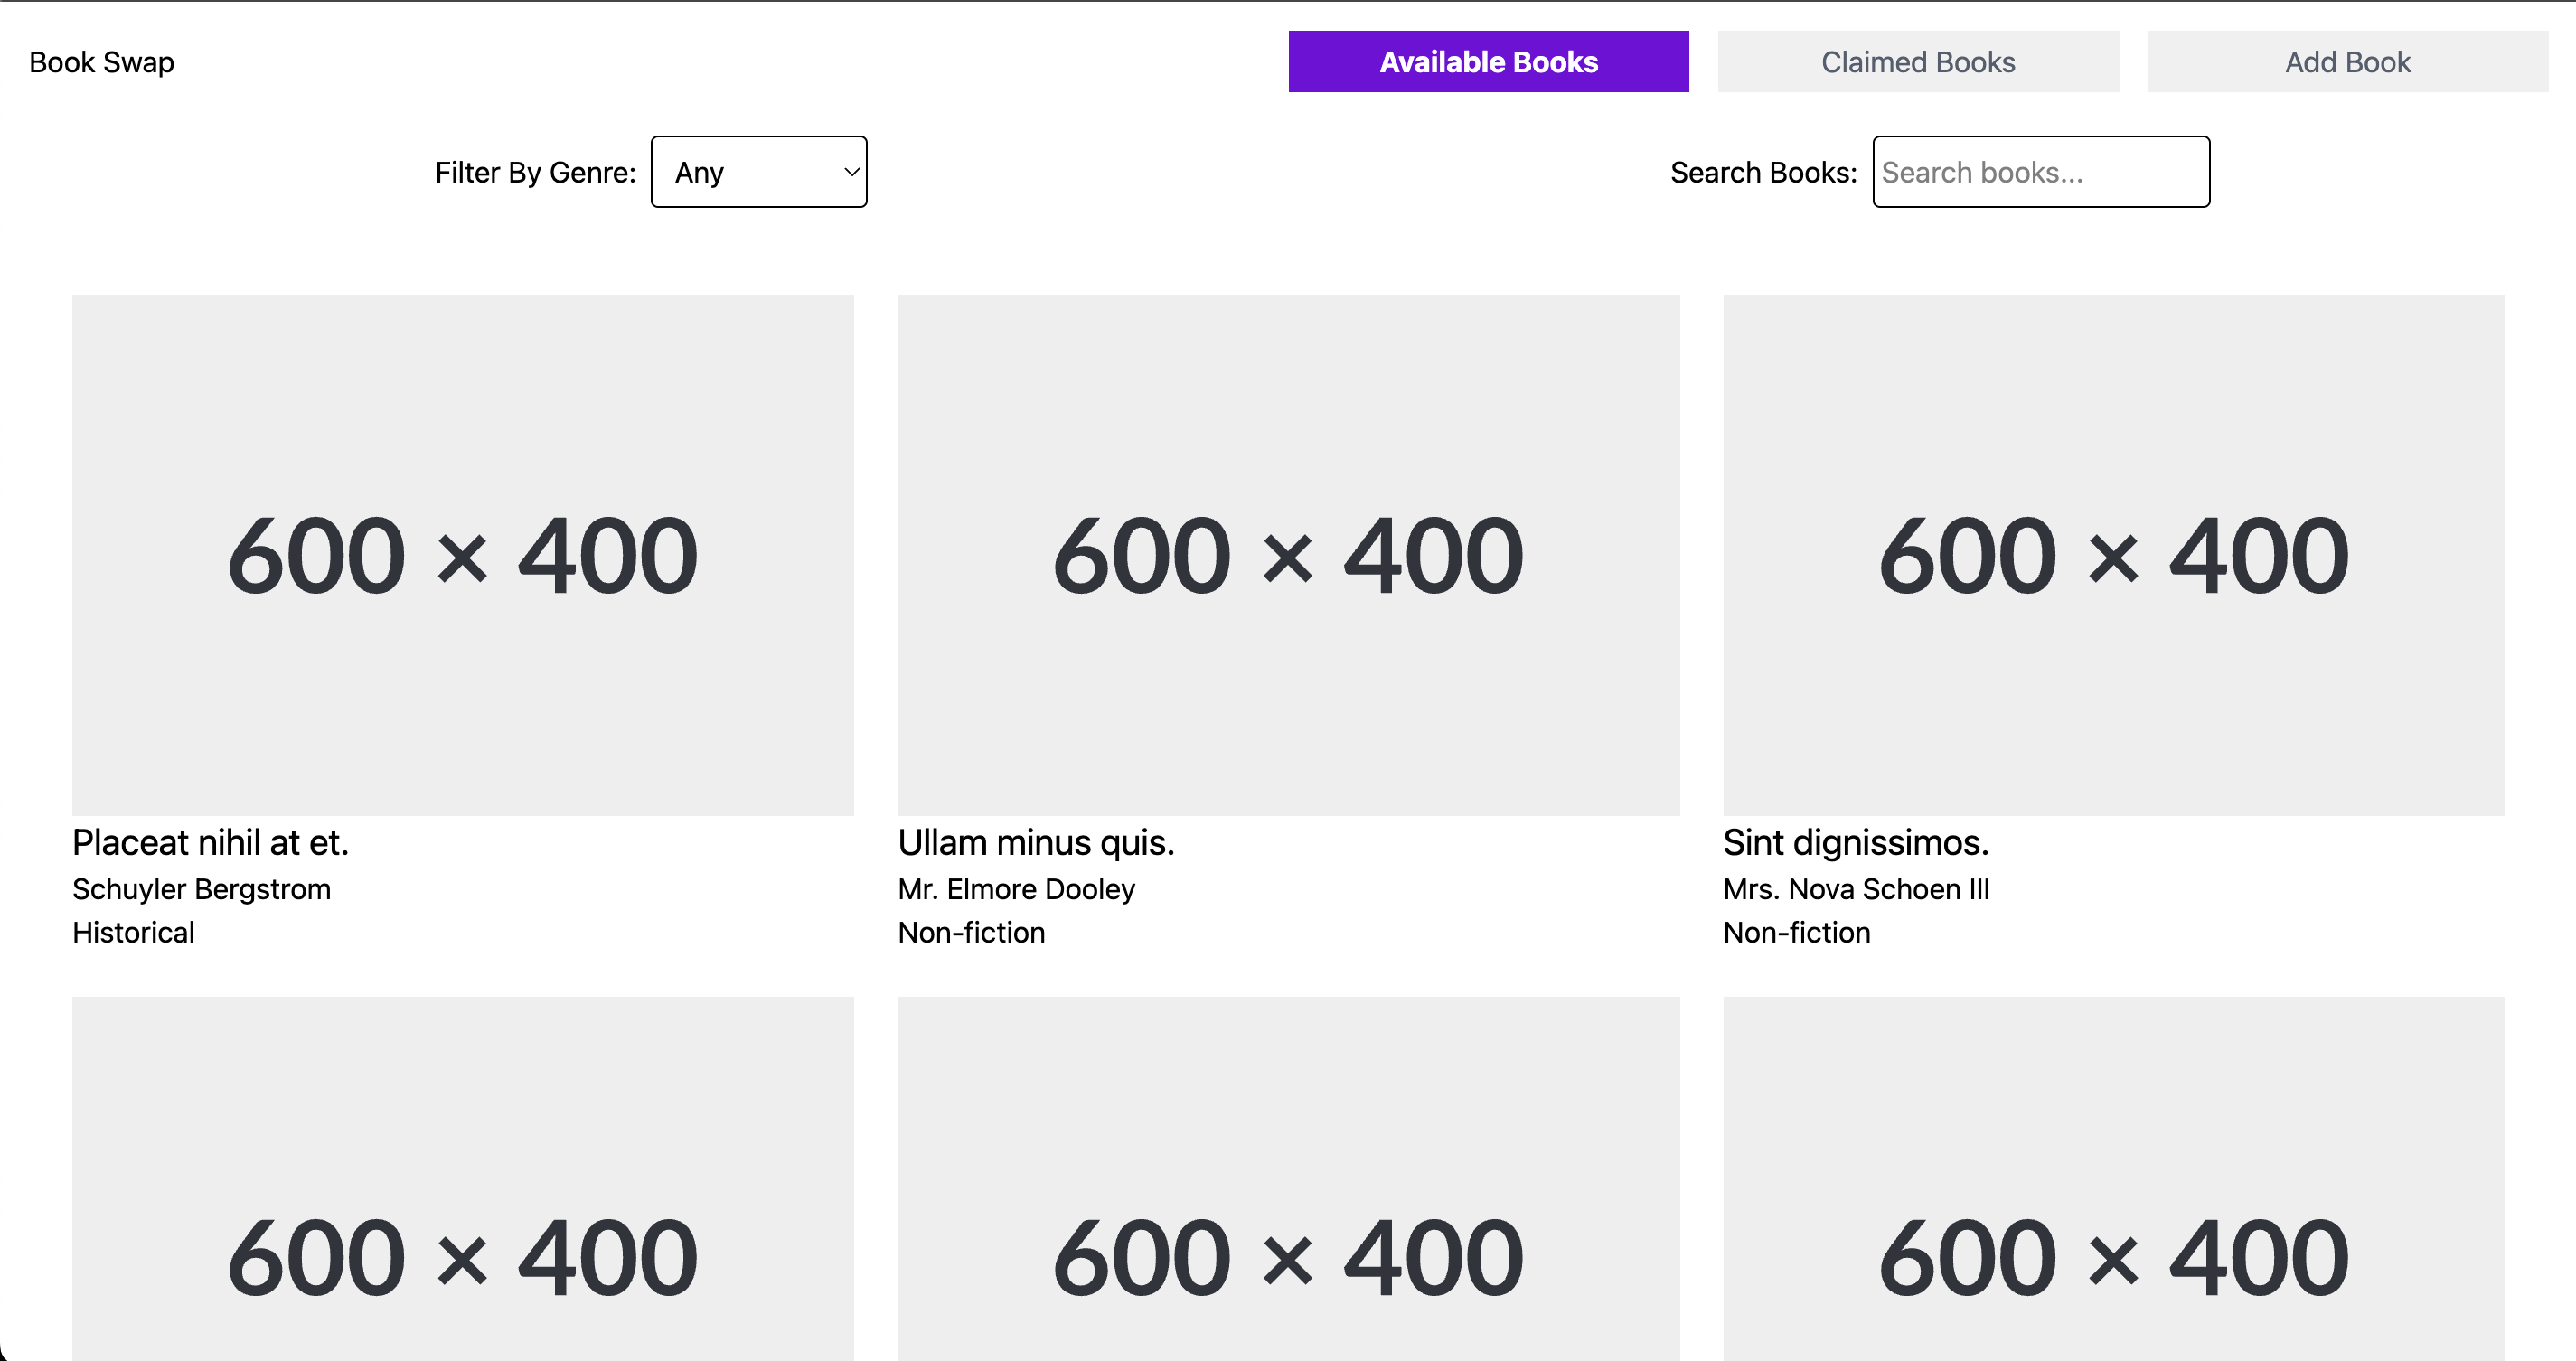 Book Swap
Available Books
Claimed Books
Add Book
Filter By Genre:
Any
Search Books:
Search books...
600 × 400
600 × 400
600 × 400
Placeat nihil at et.
Schuyler Bergstrom
Historical
Ullam minus quis.
Mr. Elmore Dooley
Non-fiction
Sint dignissimos.
Mrs. Nova Schoen III
Non-fiction
600 × 400
600 × 400
600 × 400